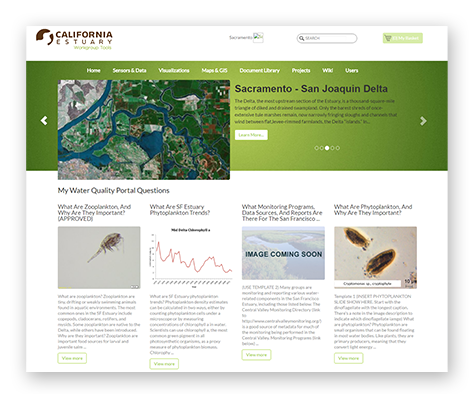 CALIFORNIA
ESTUARY
Workgroup Tools
Sacramento
SEARCH
Home Sensors & Data Visualizations Maps & GIS Document Library Projects Wiki Users
Sacramento - San Joaquin Delta
The Delta, the most upstream section of the Estuary, is a thousand square mile
triangle of diked and drained swampland. Only the barest shreds of once
extensive tule marshes remain, now narrowly fringing sloughs and channels that
wind between flat levee-rimmed farmlands, the Delta "islands." In...
Learn More...
My Water Quality Portal Questions
What Are Zooplankton, And
Why Are They Important?
(APPROVED)
What are zooplankton? Zooplankton are
tiny drifting or weakly swimming animals
found in aquatic environments. The most
common ones in the SF Estuary include
copepods, cladocerans, rotifers, and
mysids. Some zooplankton are native to the
Delta, while others have been introduced.
Why are they important? Zooplankton are
important food sources for larval and
juvenile
View more
What Are SF Estuary
Phytoplankton Trends?
Mid Delta Chlorophyll a
What are SF Estuary phytoplankton
trends? Phytoplankton density and makes
can be calculated in two ways: either by
counting phytoplankton cells under a
microscope or by measuring
concentrations of chlorophyll a in water.
Scientists can use chlorophyll a, the most
common green pigment in all
photosynthetic organisms, as a proxy
measure of phytoplankton biomass.
Chlorophy ...
View more
What Monitoring Programs,
Data Sources, And Reports Are
There For The San Francisco ...
IMAGE COMING SOON
(USE TEMPLATE 2) Many groups are
monitoring and reporting various water-
related components in the San Francisco
Estuary, including those listed below. The
Central Valley Monitoring Directory (link
to
http://www.centralvalleymonitoring.org/)
is a good source of metadata for much of
the monitoring being performed in the
Central Valley. Monitoring Programs (link
below) ...
View more
What Are Phytoplankton, And
Why Are They Important?
Cryptomonas sp., cryptophyte
Template 1 [INSERT PHYTOPLANKTON
SLIDE SHOW HERE. Start with the
dinoflagellate with the largest caption.
There's a note in the image description to
indicate which dinoflagellate range] What
are phytoplankton? Phytoplankton are
small organisms that can be found floating
in most water bodies. Like plants, they are
primary producers, meaning that they
convert light energy ...
View more